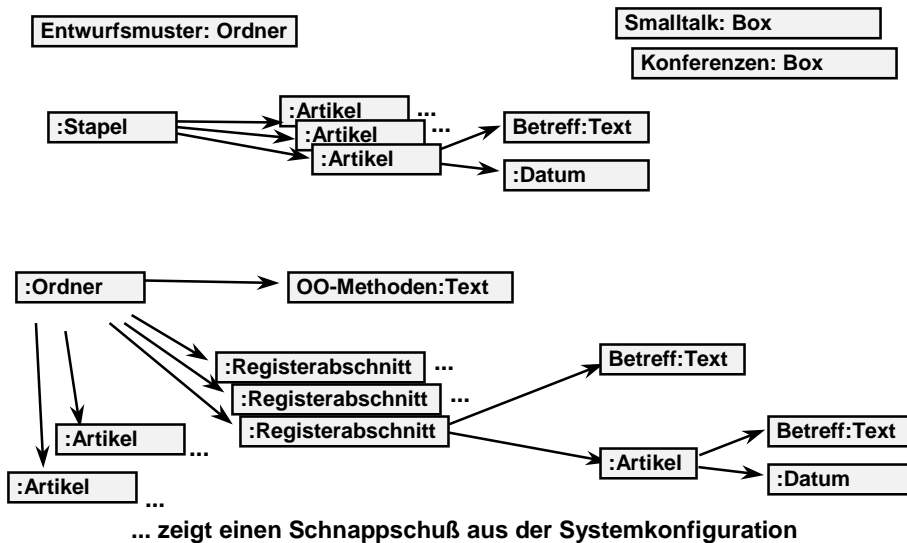 Entwurfsmuster: Ordner
Smalltalk: Box
Konferenzen: Box
:Artikel ...
:Stapel
:Artikel ...
Betreff:Text
:Artikel
:Datum
:Ordner
OO-Methoden:Text
:Registerabschnitt ...
Betreff:Text
:Registerabschnitt ...
:Registerabschnitt
:Artikel ...
Betreff:Text
:Artikel
:Artikel ...
:Datum
... zeigt einen Schnappschuß aus der Systemkonfiguration